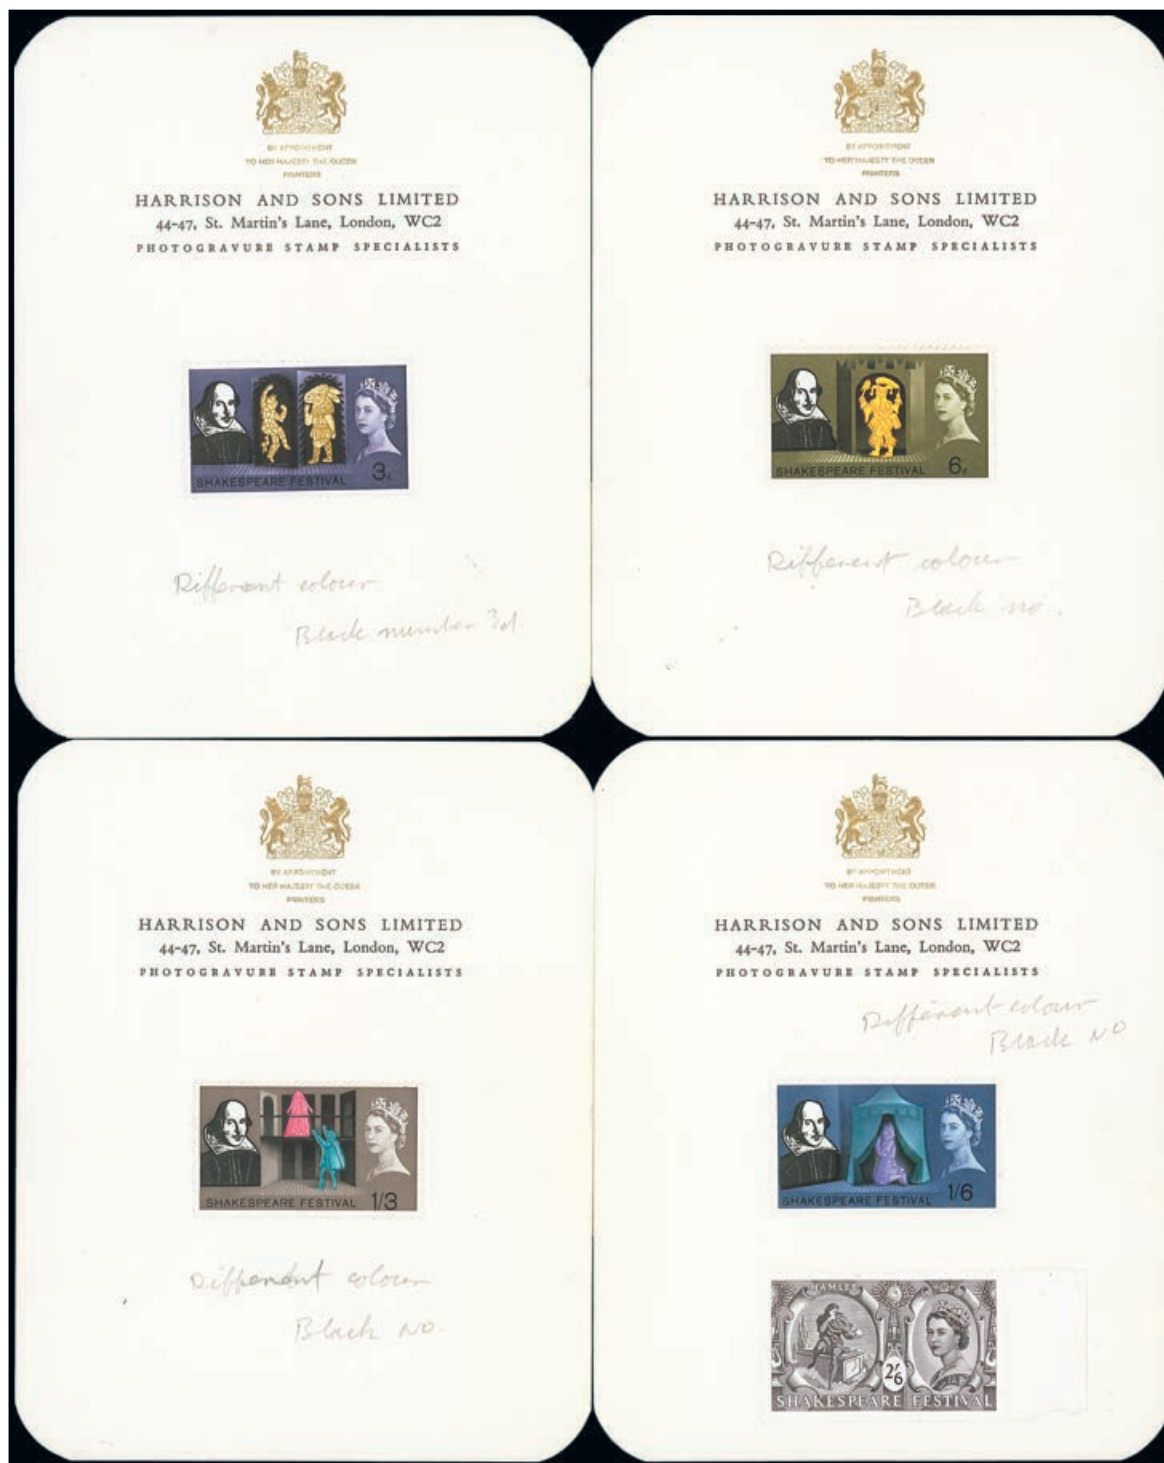 BY APPOINTMENT
TO HER MAJESTY THE QUEEN
PRINTERS
HARRISON AND SONS LIMITED
44-47, St. Martin's Lane, London, WC2
PHOTOGRAVURE STAMP SPECIALISTS
SHAKESPEARE FESTIVAL 3d
Different colour
Black number 3d
BY APPOINTMENT
TO HER MAJESTY THE QUEEN
PRINTERS
HARRISON AND SONS LIMITED
44-47, St. Martin's Lane, London, WC2
PHOTOGRAVURE STAMP SPECIALISTS
SHAKESPEARE FESTIVAL 6d
Different colour
Black no.
BY APPOINTMENT
TO HER MAJESTY THE QUEEN
PRINTERS
HARRISON AND SONS LIMITED
44-47, St. Martin's Lane, London, WC2
PHOTOGRAVURE STAMP SPECIALISTS
SHAKESPEARE FESTIVAL 1/3
Different colour
Black NO.
BY APPOINTMENT
TO HER MAJESTY THE QUEEN
PRINTERS
HARRISON AND SONS LIMITED
44-47, St. Martin's Lane, London, WC2
PHOTOGRAVURE STAMP SPECIALISTS
Different colour
Black NO
SHAKESPEARE FESTIVAL 1/6
HAMLET
2/6
SHAKESPEARE FESTIVAL